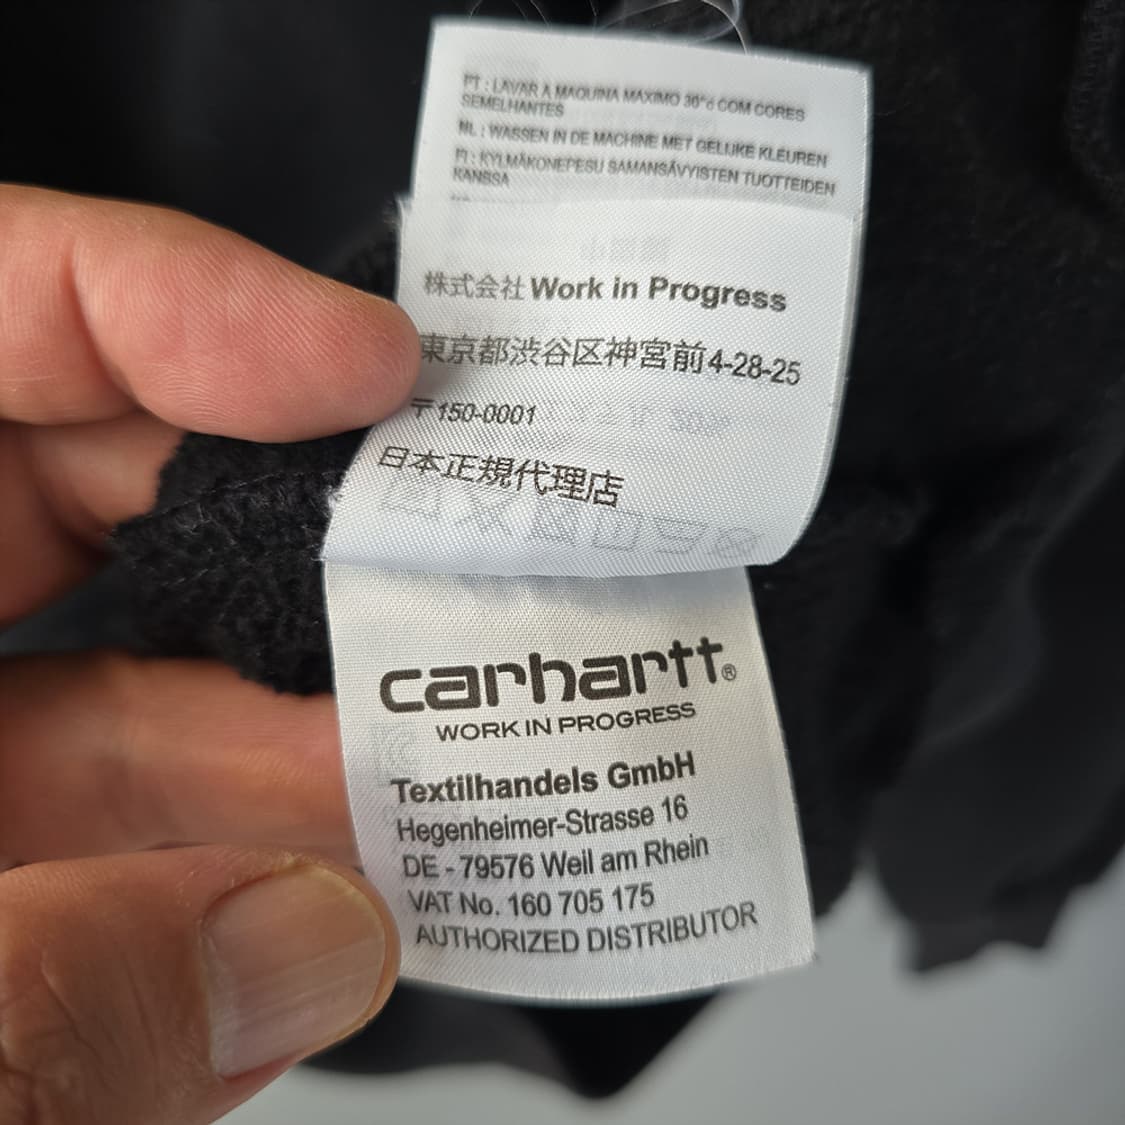 PT : LAVAR A MAQUINA MAXIMO 30°c COM CORES
SEMELHANTES
NL : WASSEN IN DE MACHINE MET GELIJKE KLEUREN
FI : KYLMÄKONEPESU SAMANSÄVYISTEN TUOTTEIDEN
KANSSA
株式会社 Work in Progress
東京都渋谷区神宮前4-28-25
〒150-0001
日本正規代理店
carhartt®
WORK IN PROGRESS
Textilhandels GmbH
Hegenheimer-Strasse 16
DE - 79576 Weil am Rhein
VAT No. 160 705 175
AUTHORIZED DISTRIBUTOR